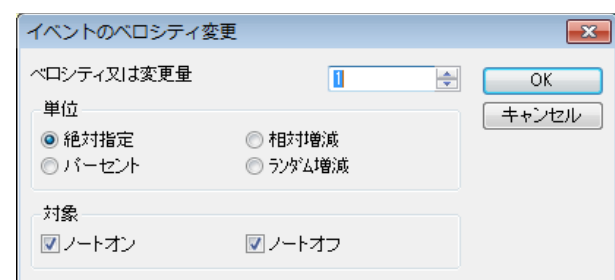 イベントのベロシティ変更
ベロシティ又は変更量 1 OK
単位 キャンセル
絶対指定 相対増減
パーセント ランダム増減
対象
ノートオン ノートオフ